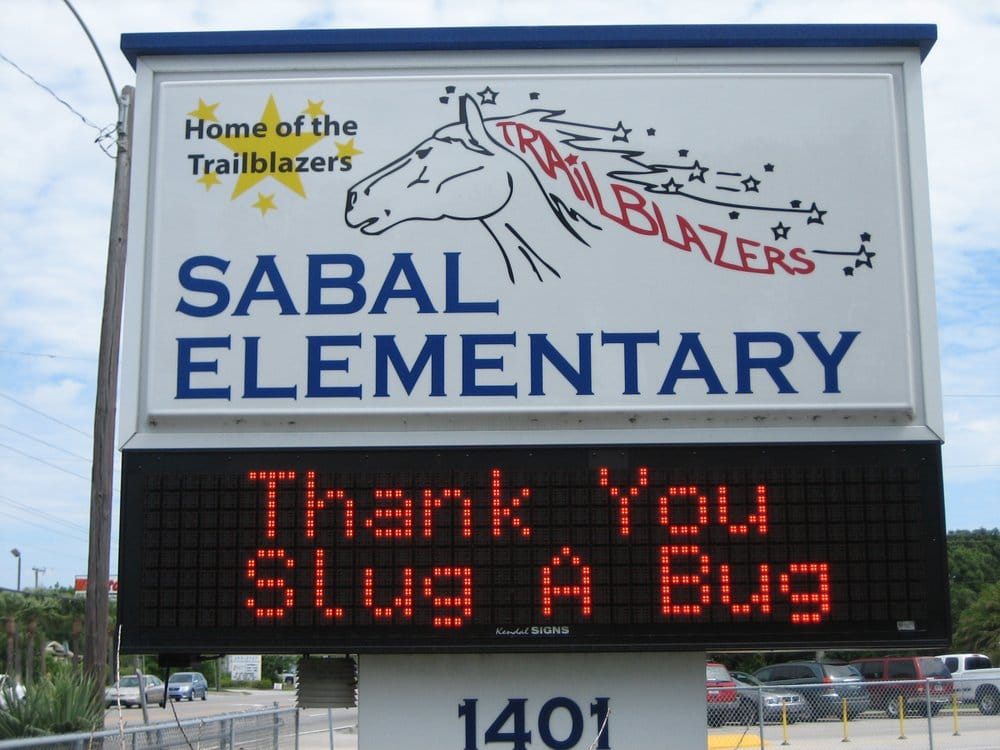 Home of the
Trailblazers
TRAILBLAZERS
SABAL
ELEMENTARY
Thank You
Slug A Bug
Kendal SIGNS
1401